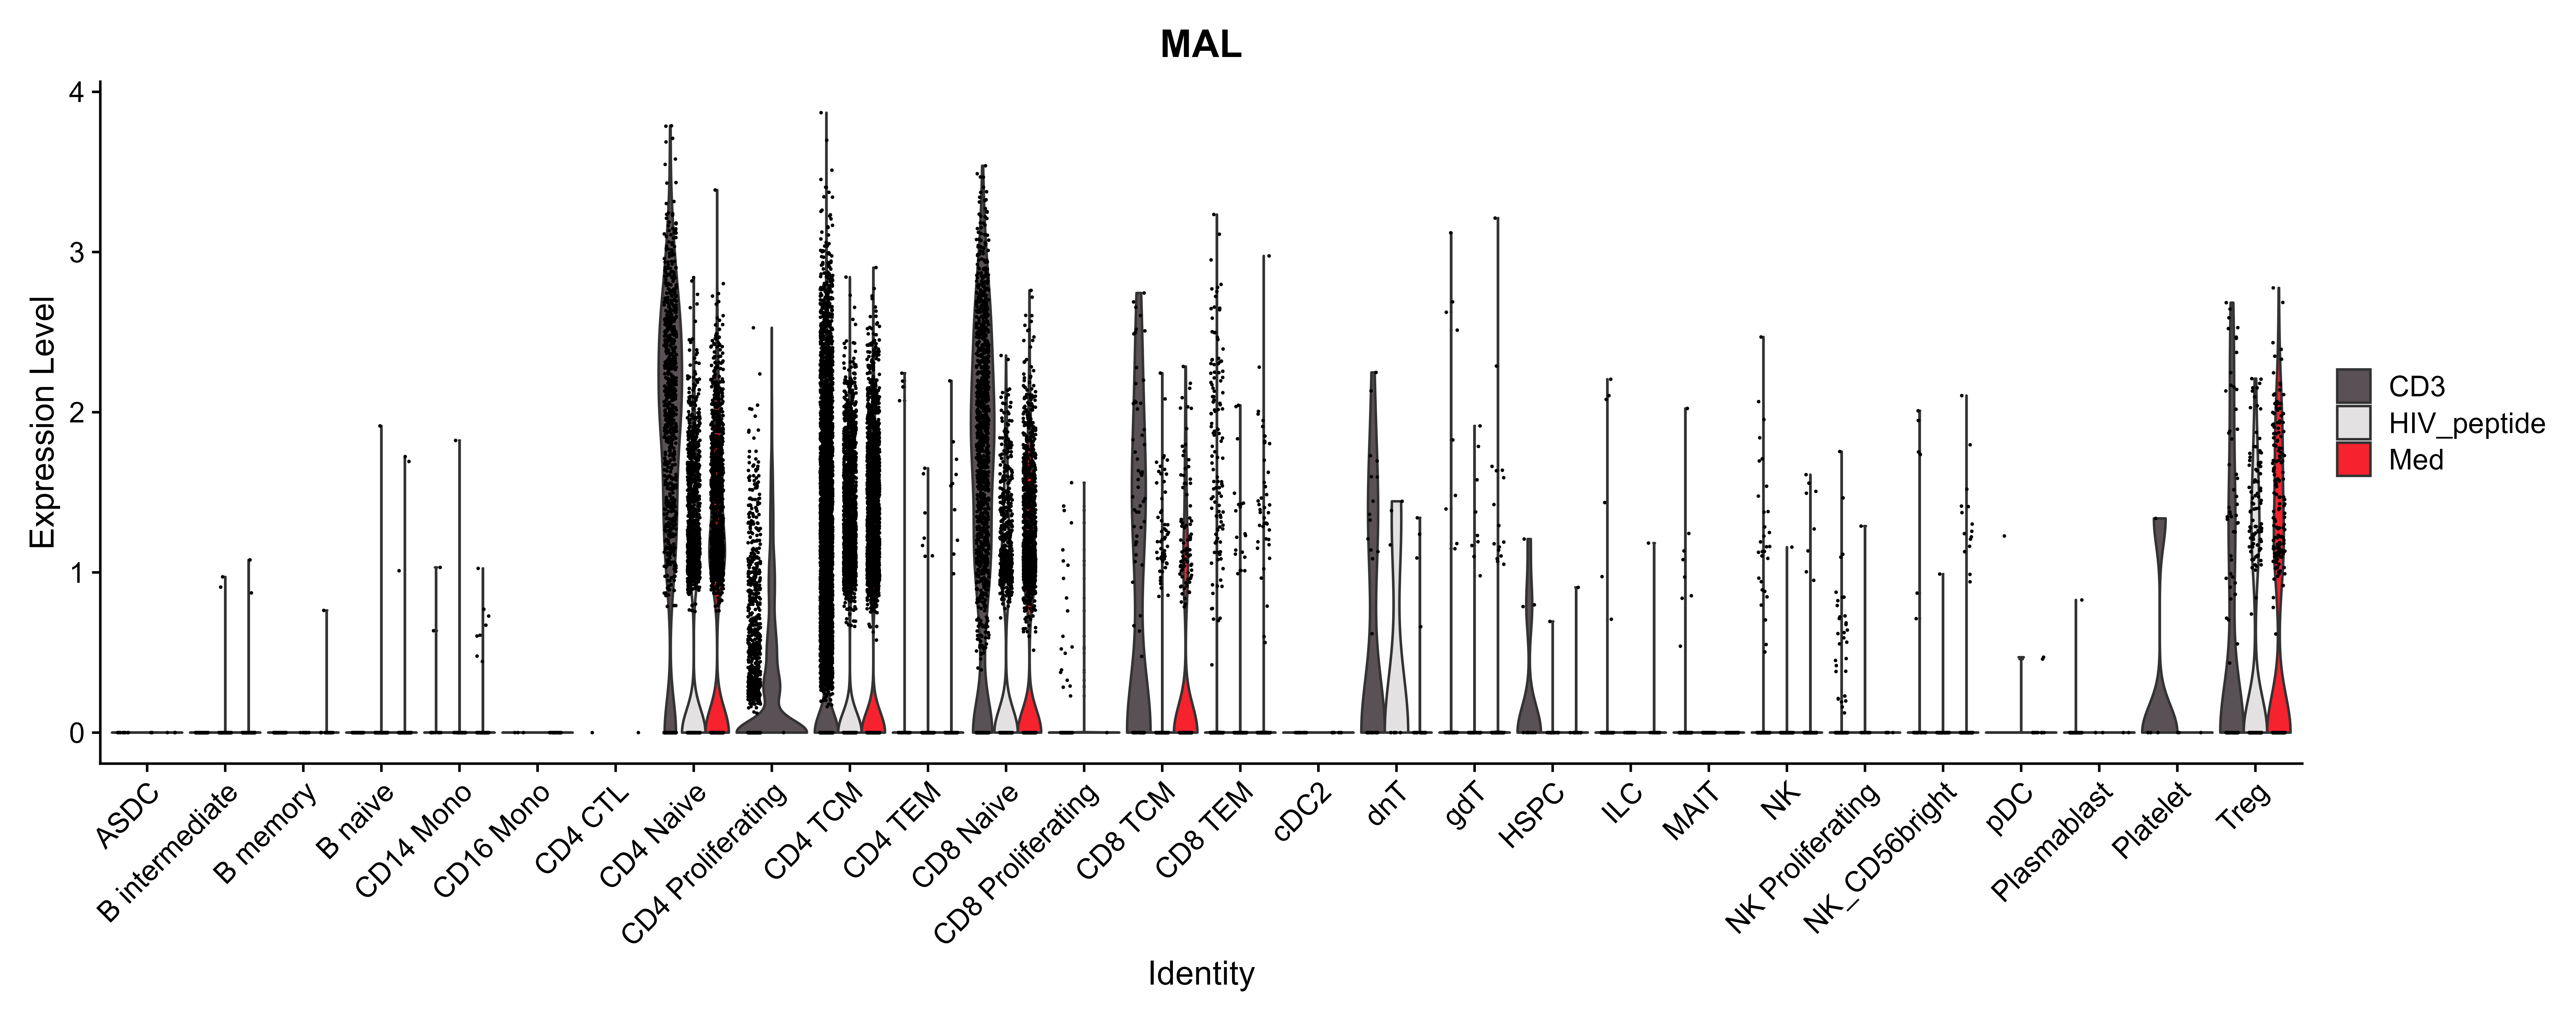 MAL
Expression Level
4
3
2
1
0
ASDC
B intermediate
B memory
B naive
CD14 Mono
CD16 Mono
CD4 CTL
CD4 Naive
CD4 Proliferating
CD4 TCM
CD4 TEM
CD8 Naive
CD8 Proliferating
CD8 TCM
CD8 TEM
cDC2
dnT
gdT
HSPC
ILC
MAIT
NK
NK Proliferating
NK_CD56bright
pDC
Plasmablast
Platelet
Treg
Identity
CD3
HIV_peptide
Med